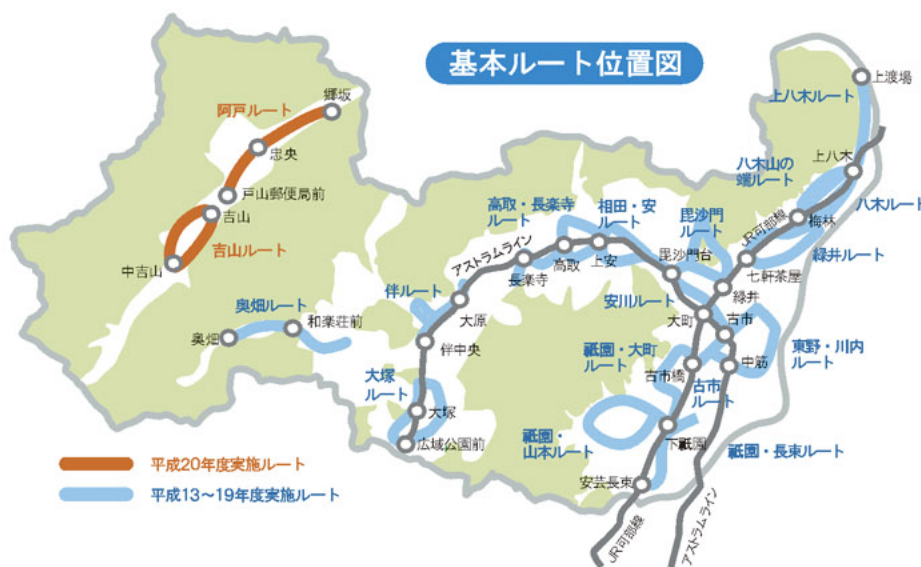 基本ルート位置図
上渡場
上八木ルート
郷坂
阿戸ルート
忠央
上八木
八木山の
端ルート
戸山郵便局前
吉山
八木ルート
高取・長楽寺
ルート
相田・安
ルート
毘沙門
ルート
JR可部線
梅林
吉山ルート
中吉山
アストラムライン
高取
上安
毘沙門台
緑井ルート
長楽寺
七軒茶屋
奥畑ルート
伴ルート
安川ルート
緑井
和楽荘前
大原
大町
古市
奥畑
伴中央
祇園・大町
ルート
中筋
東野・川内
ルート
大塚
ルート
古市橋
古市
ルート
大塚
広域公園前
祇園・
山本ルート
下祇園
祇園・長束ルート
平成20年度実施ルート
安芸長束
平成13～19年度実施ルート
JR可部線
アストラムライン